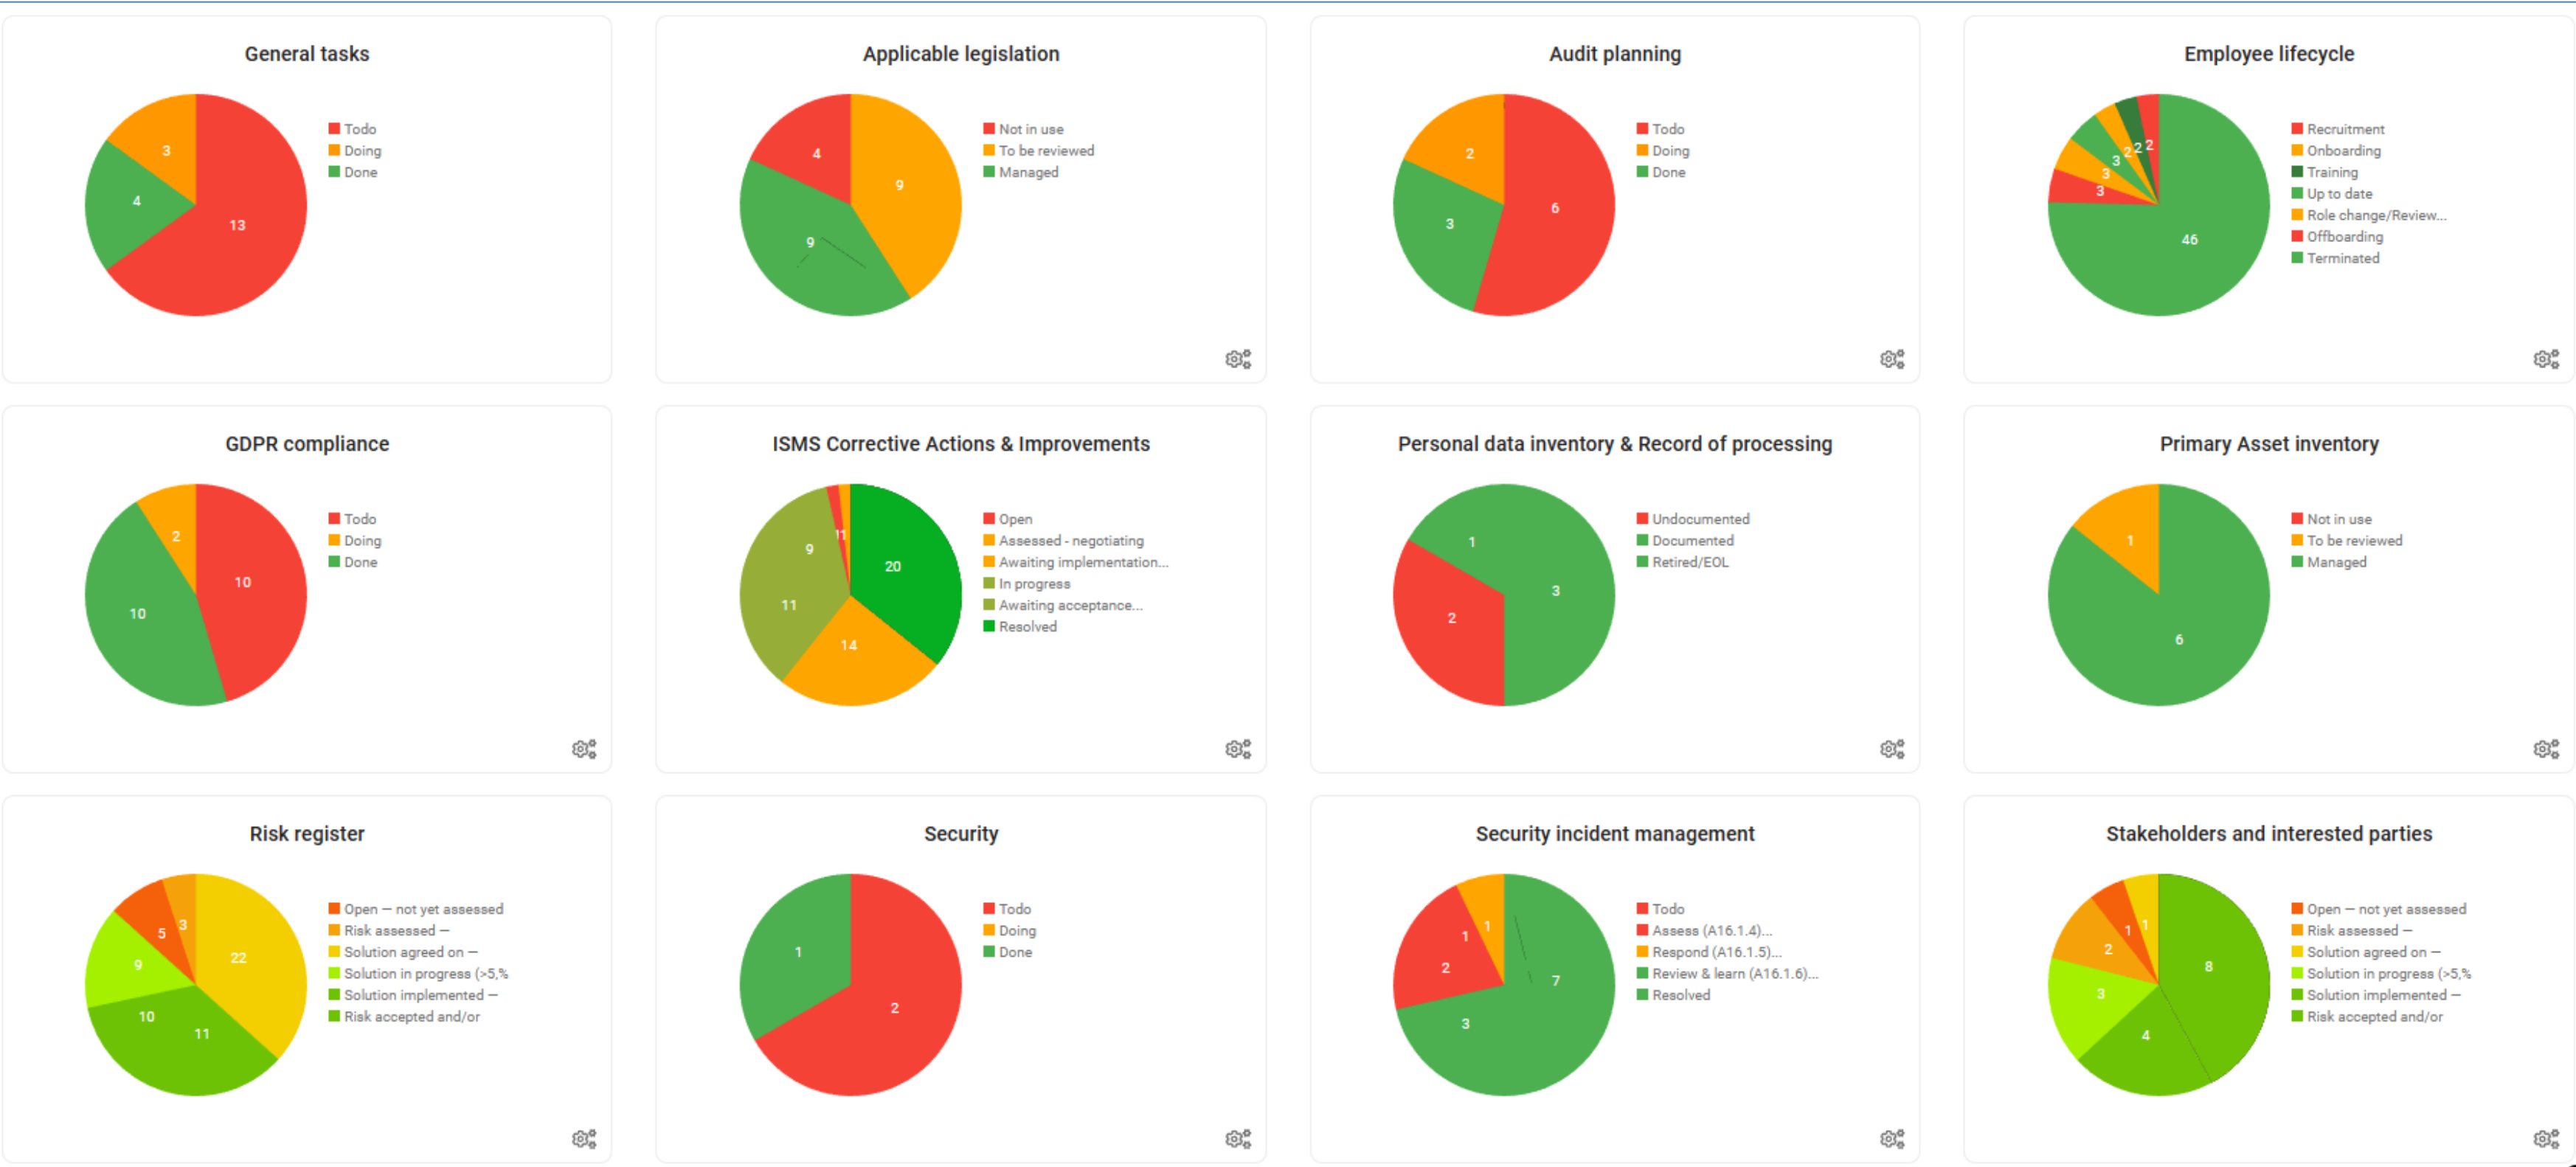 General tasks
3
4
13
Todo
Doing
Done
Applicable legislation
4
9
9
Not in use
To be reviewed
Managed
Audit planning
2
3
6
Todo
Doing
Done
Employee lifecycle
2
2
2
3
3
3
46
Recruitment
Onboarding
Training
Up to date
Role change/Review...
Offboarding
Terminated
GDPR compliance
2
10
10
Todo
Doing
Done
ISMS Corrective Actions & Improvements
1
1
9
20
11
14
Open
Assessed - negotiating
Awaiting implementation...
In progress
Awaiting acceptance...
Resolved
Personal data inventory & Record of processing
1
3
2
Undocumented
Documented
Retired/EOL
Primary Asset inventory
1
6
Not in use
To be reviewed
Managed
Risk register
3
5
22
9
10
11
Open — not yet assessed
Risk assessed —
Solution agreed on —
Solution in progress (>5,%
Solution implemented —
Risk accepted and/or
Security
1
2
Todo
Doing
Done
Security incident management
1
1
2
7
3
Todo
Assess (A16.1.4)...
Respond (A16.1.5)...
Review & learn (A16.1.6)...
Resolved
Stakeholders and interested parties
1
1
2
8
3
4
Open — not yet assessed
Risk assessed —
Solution agreed on —
Solution in progress (>5,%
Solution implemented —
Risk accepted and/or